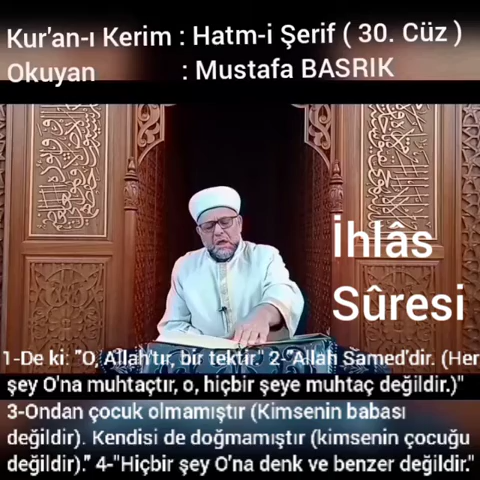 Kur'an-ı Kerim : Hatm-i Şerif ( 30. Cüz )
Okuyan : Mustafa BASRIK
İhlâs
Sûresi
1-De ki: "O, Allah'tır, bir tektir." 2-"Allah Samed'dir. (Her
şey O'na muhtaçtır, o, hiçbir şeye muhtaç değildir.)"
3-Ondan çocuk olmamıştır (Kimsenin babası
değildir). Kendisi de doğmamıştır (kimsenin çocuğu
değildir)." 4-"Hiçbir şey O'na denk ve benzer değildir."